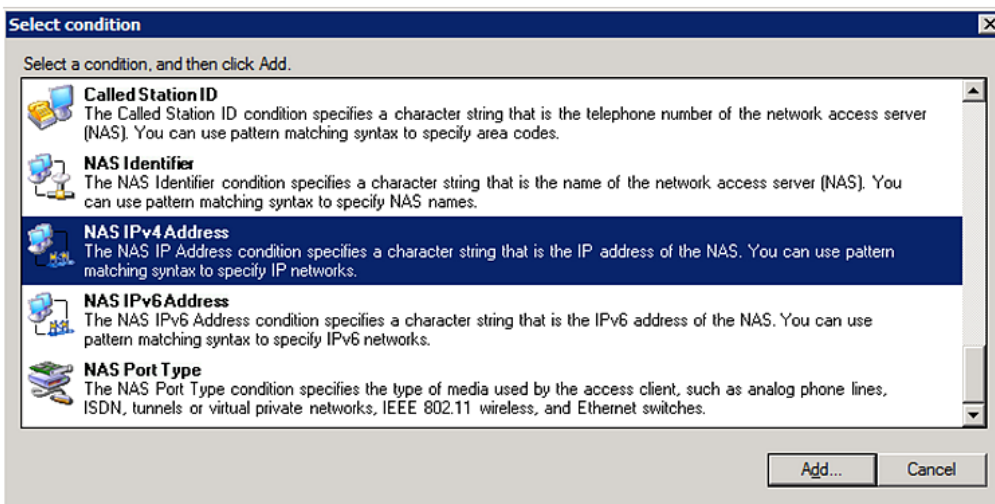 Select condition
Select a condition, and then click Add.
Called Station ID
The Called Station ID condition specifies a character string that is the telephone number of the network access server
(NAS). You can use pattern matching syntax to specify area codes.
NAS Identifier
The NAS Identifier condition specifies a character string that is the name of the network access server (NAS). You
can use pattern matching syntax to specify NAS names.
NAS IPv4 Address
The NAS IP Address condition specifies a character string that is the IP address of the NAS. You can use pattern
matching syntax to specify IP networks.
NAS IPv6 Address
The NAS IPv6 Address condition specifies a character string that is the IPv6 address of the NAS. You can use
pattern matching syntax to specify IPv6 networks.
NAS Port Type
The NAS Port Type condition specifies the type of media used by the access client, such as analog phone lines,
ISDN, tunnels or virtual private networks, IEEE 802.11 wireless, and Ethernet switches.
Add... Cancel